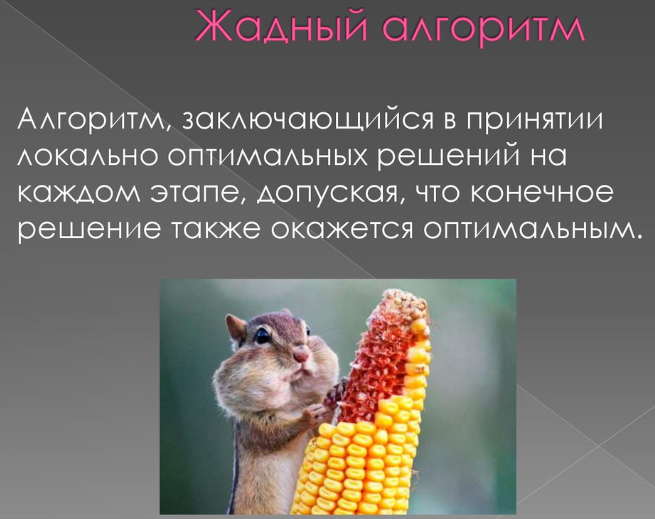 Жадный алгоритм
Алгоритм, заключающийся в принятии
локально оптимальных решений на
каждом этапе, допуская, что конечное
решение также окажется оптимальным.